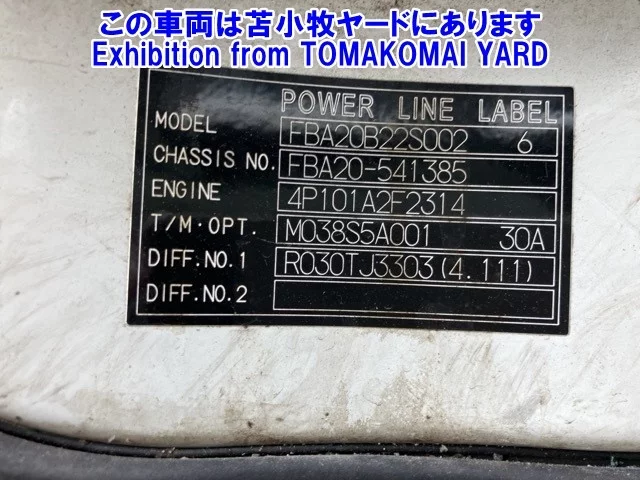 この車両は苫小牧ヤードにあります
Exhibition from TOMAKOMAI YARD
POWER LINE LABEL
MODEL FBA20B22S002 6
CHASSIS NO. FBA20-541385
ENGINE 4P101A2F2314
T/M·OPT. M038S5A001 30A
DIFF.NO.1 R030TJ3303(4.111)
DIFF.NO.2